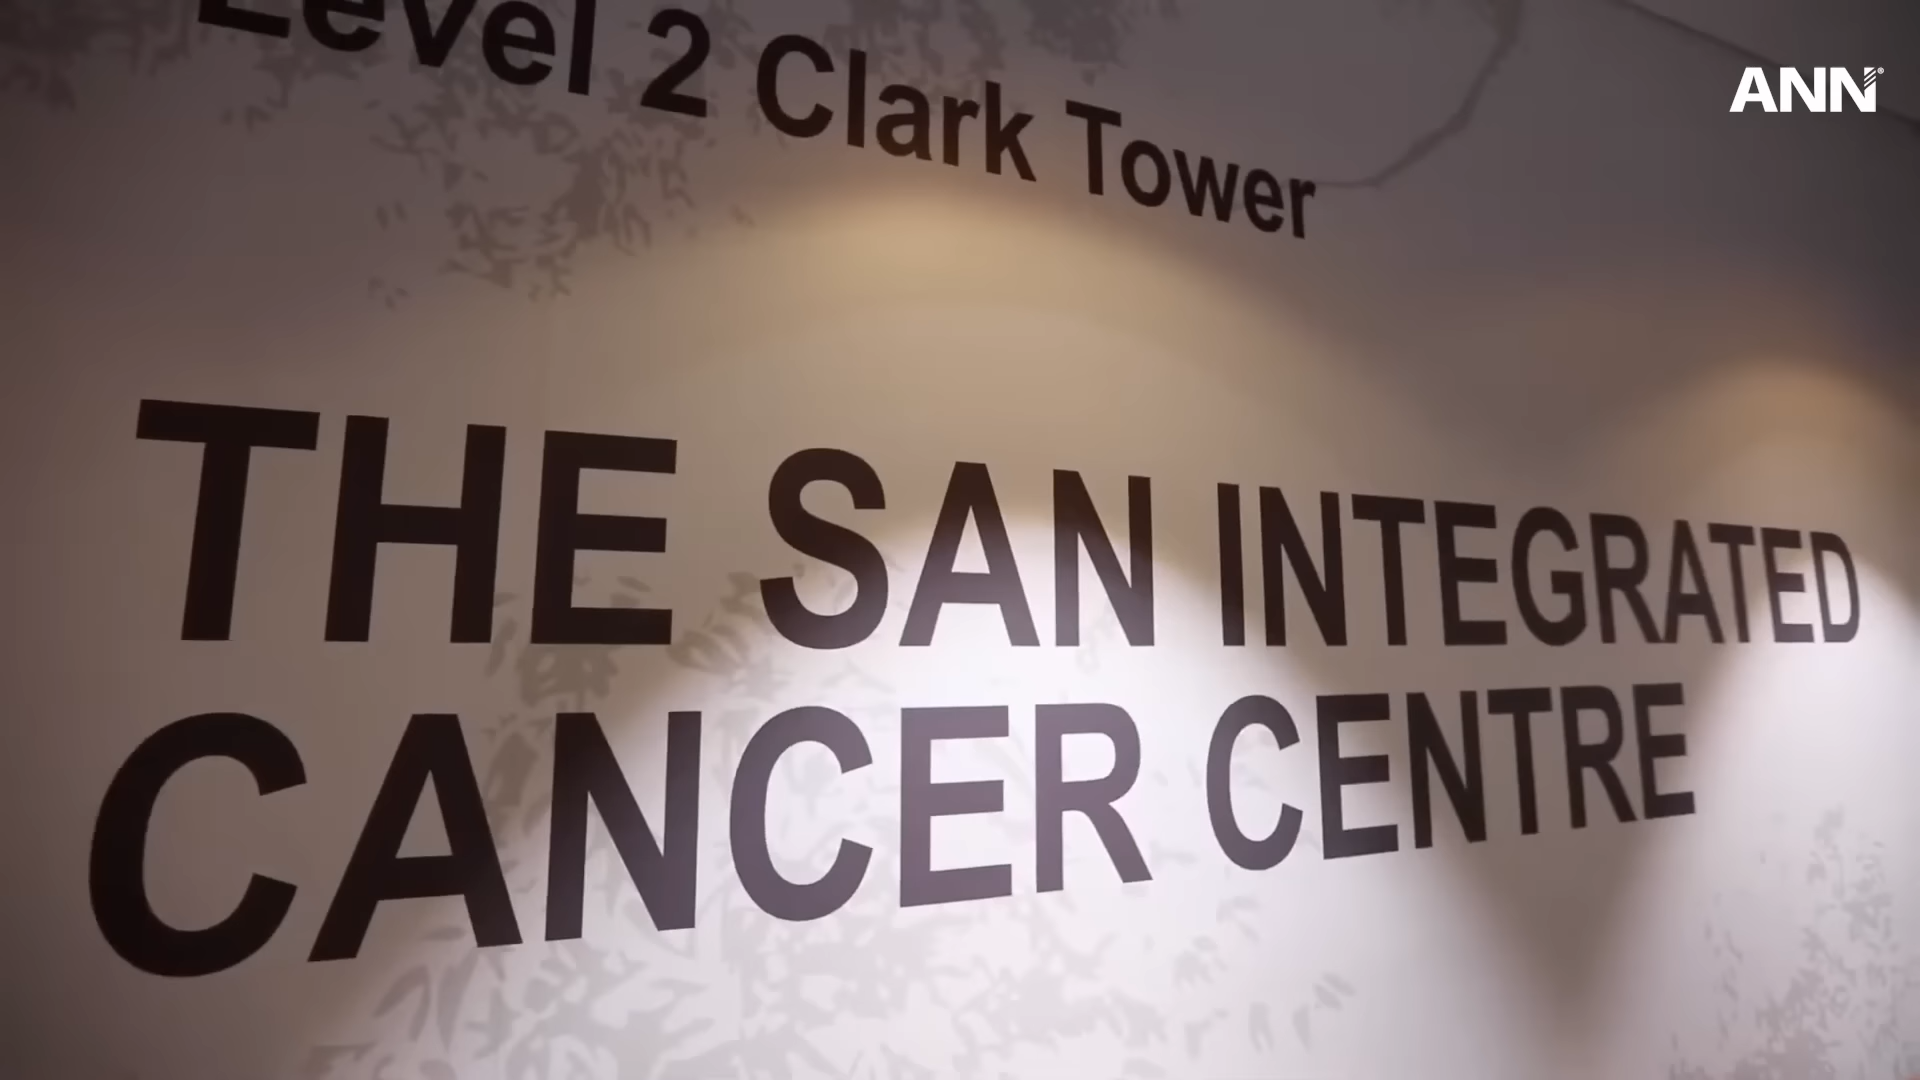 Level 2 Clark Tower
ANN
THE SAN INTEGRATED
CANCER CENTRE